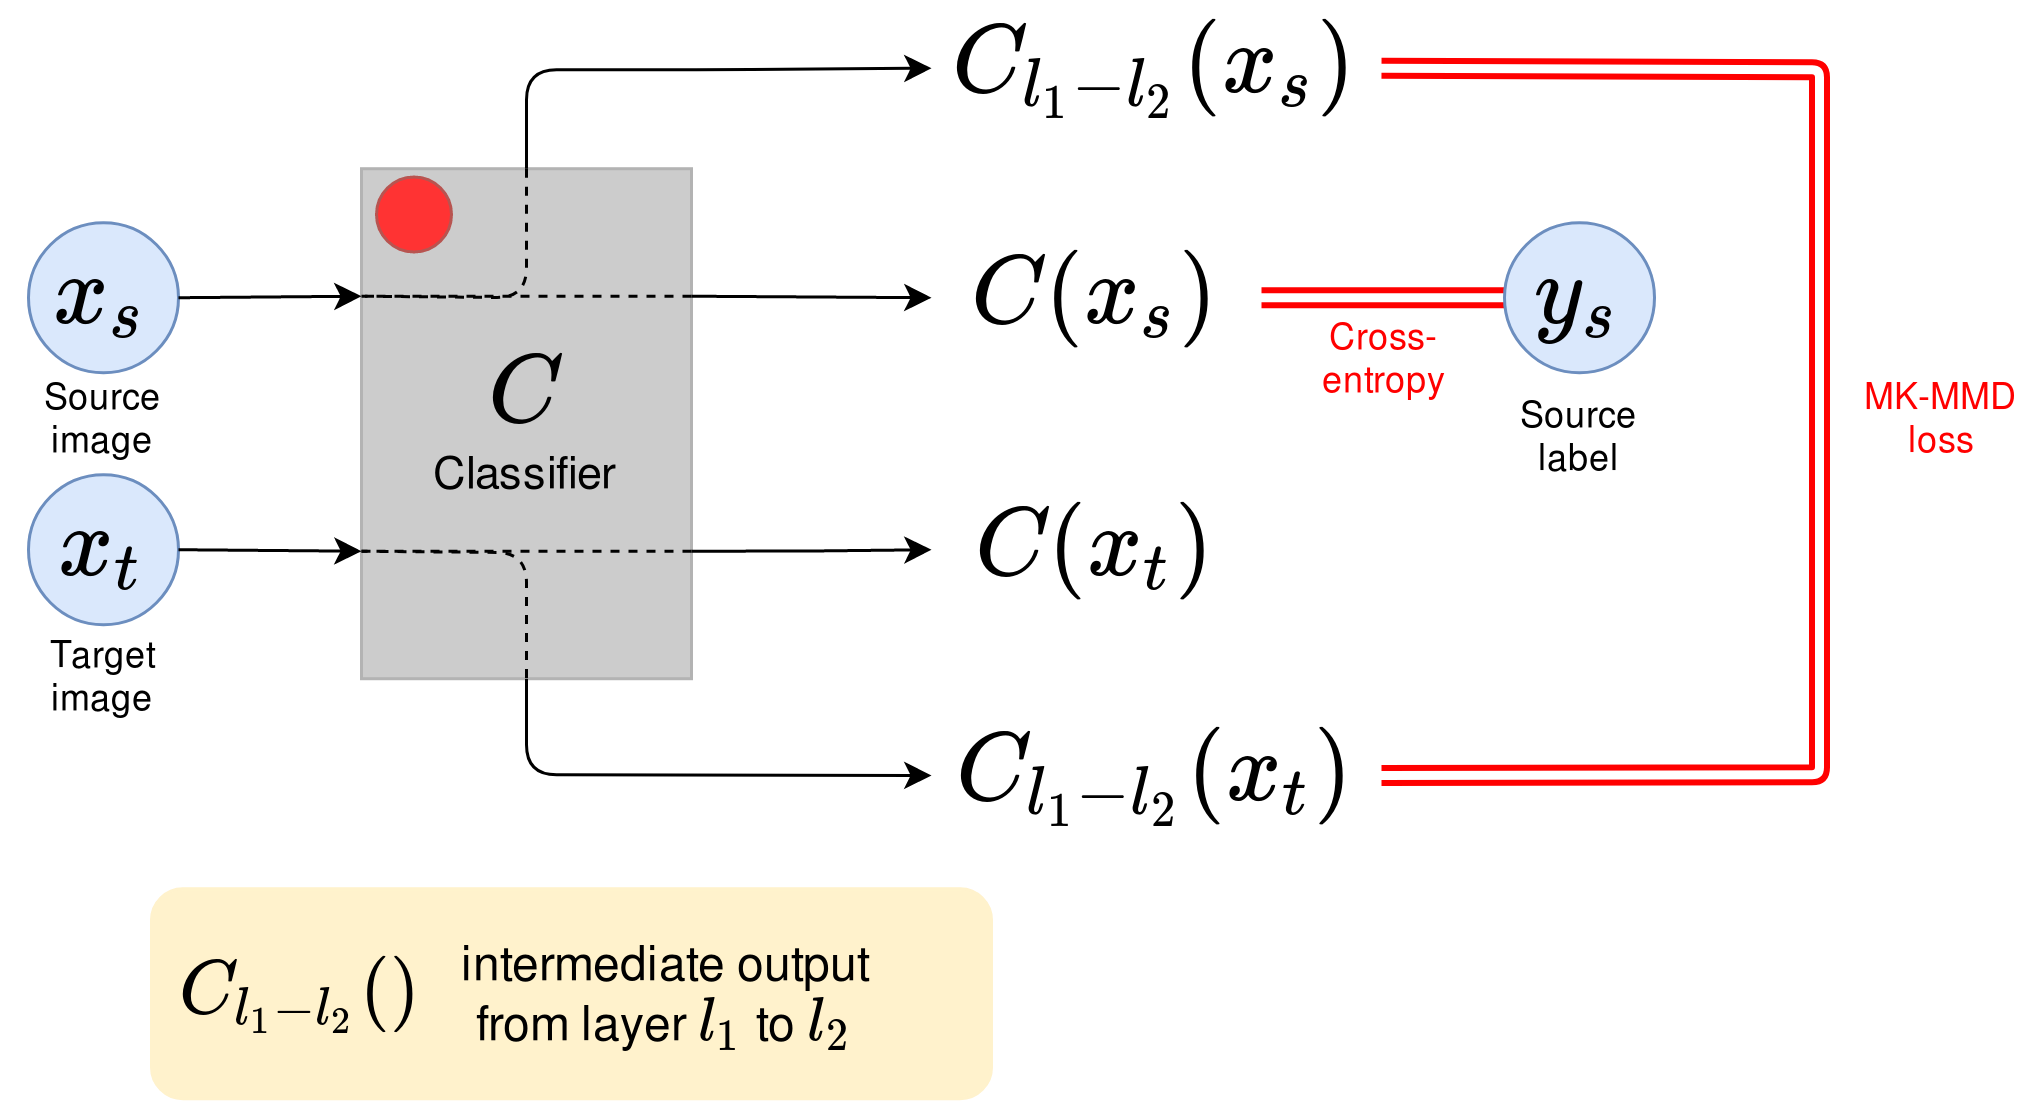 C_{l_1-l_2}(x_s)
x_s
Source
image
C
Classifier
C(x_s)
Cross-
entropy
y_s
Source
label
MK-MMD
loss
x_t
Target
image
C(x_t)
C_{l_1-l_2}(x_t)
C_{l_1-l_2}() intermediate output
from layer l_1 to l_2